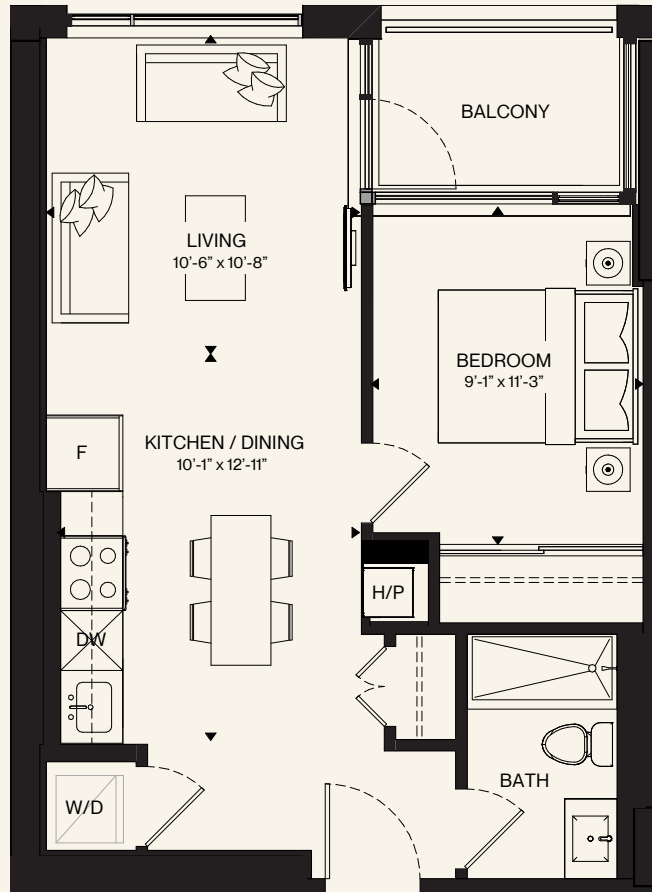 BALCONY
LIVING
10'-6" x 10'-8"
BEDROOM
9'-1" x 11'-3"
F
KITCHEN / DINING
10'-1" x 12'-11"
H/P
DW
BATH
W/D